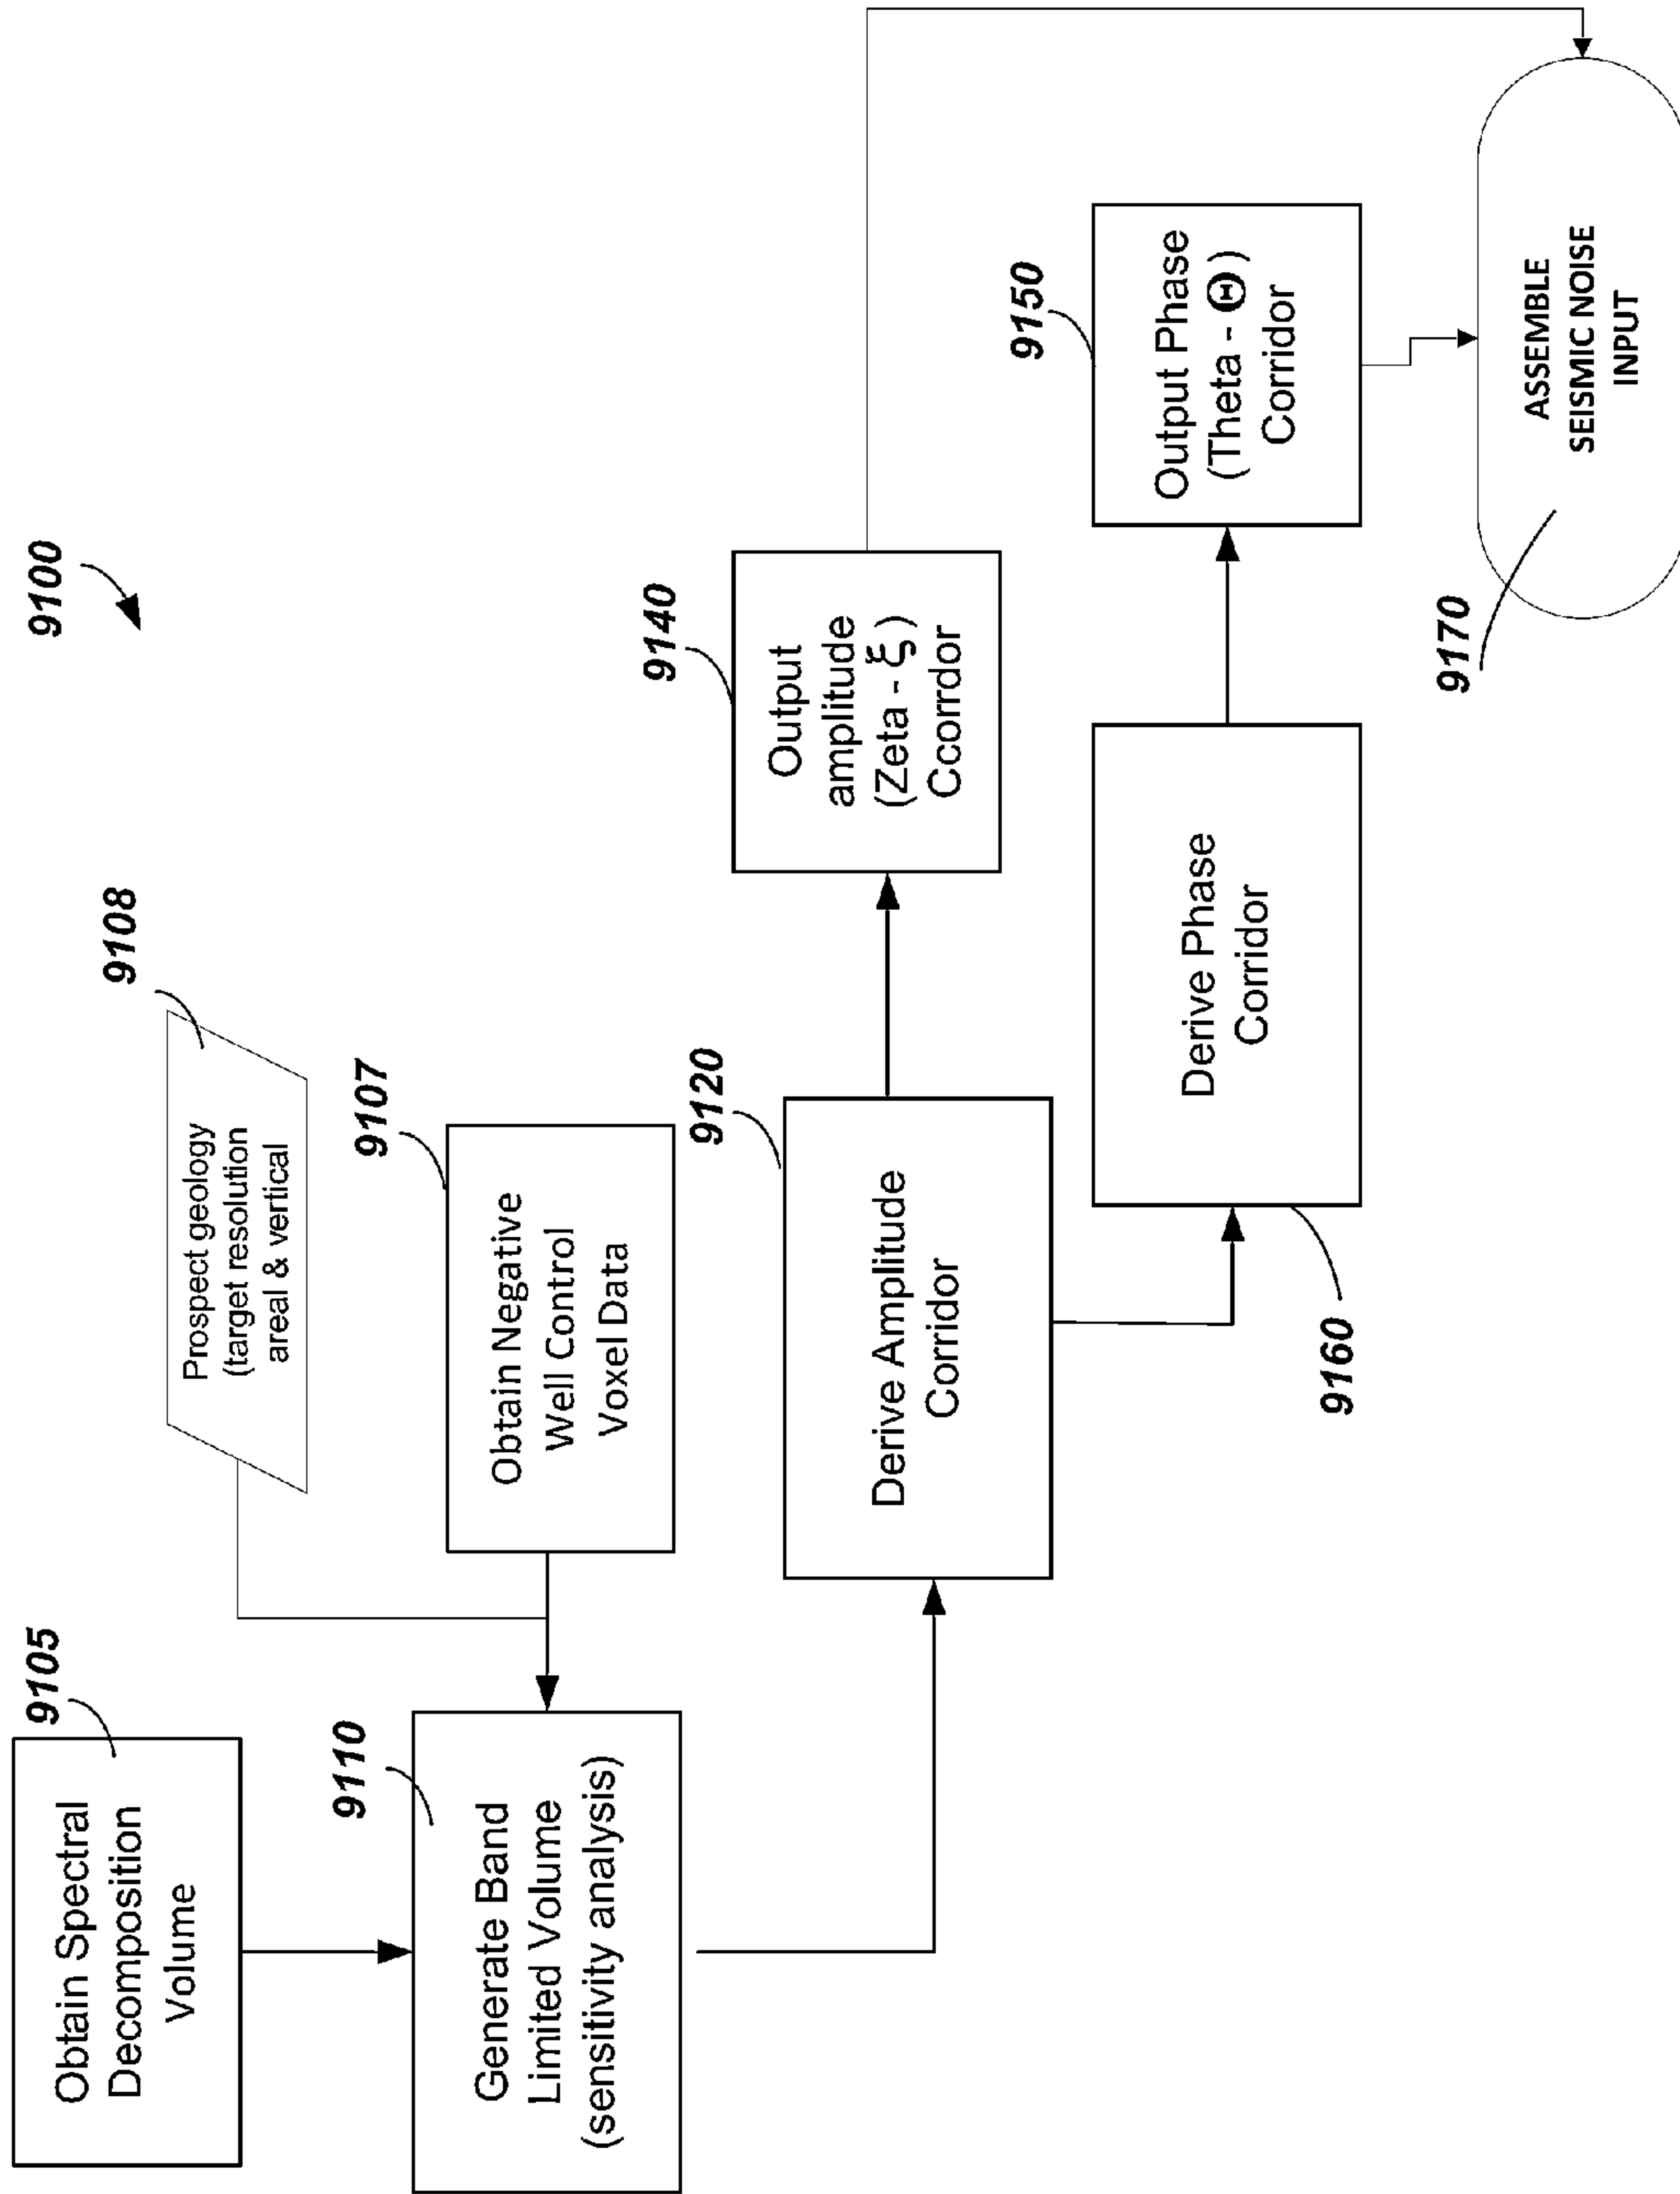 9100
9105
Obtain Spectral
Decomposition
Volume
9108
Prospect geology
(target resolution
areal & vertical
9107
Obtain Negative
Well Control
Voxel Data
9110
Generate Band
Limited Volume
(sensitivity analysis)
9120
Derive Amplitude
Corridor
9140
Output
amplitude
(Zeta - ξ)
Ccorridor
9160
Derive Phase
Corridor
9150
Output Phase
(Theta - Θ)
Corridor
9170
ASSEMBLE
SEISMIC NOISE
INPUT